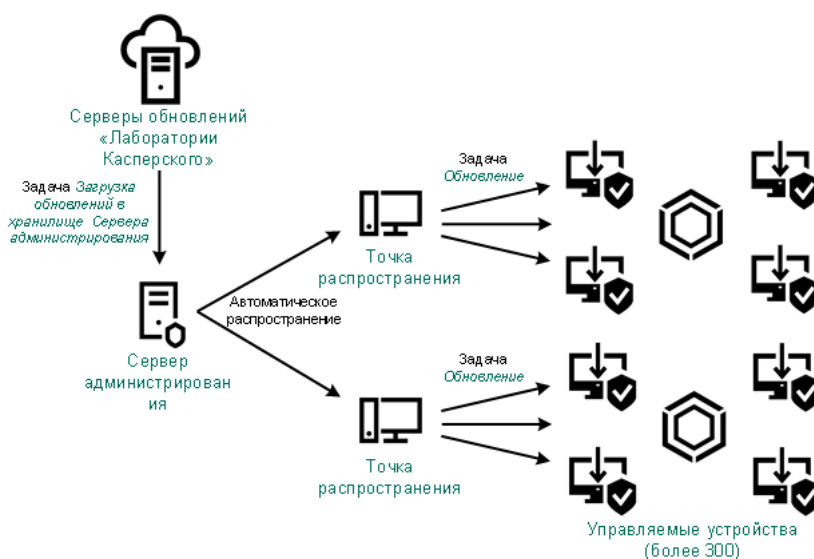 Серверы обновлений
«Лаборатории
Касперского»
Задача Загрузка
обновлений в
хранилище Сервера
администрирования
Сервер
администрирован
ия
Автоматическое
распространение
Точка
распространения
Задача
Обновление
Точка
распространения
Задача
Обновление
Управляемые устройства
(более 300)